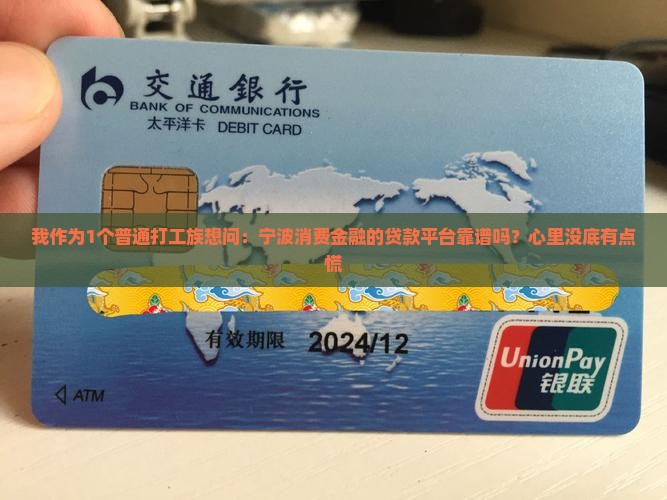 交通銀行
BANK OF COMMUNICATIONS
太平洋卡 DEBIT CARD
我作为1个普通打工族想问：宁波消费金融的贷款平台靠谱吗？心里没底有点
慌
有效期限 2024/12
UnionPay
银联
ATM